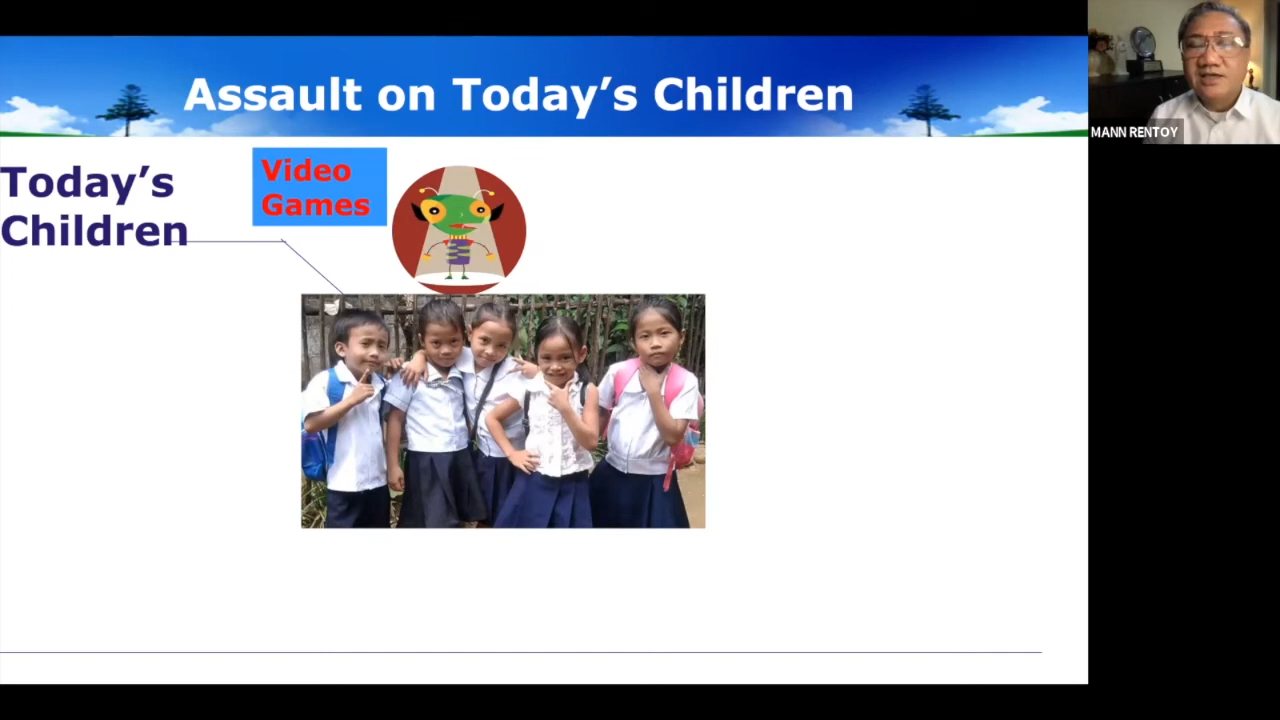 Assault on Today’s Children
MANN RENTOY
Today’s
Children
Video
Games